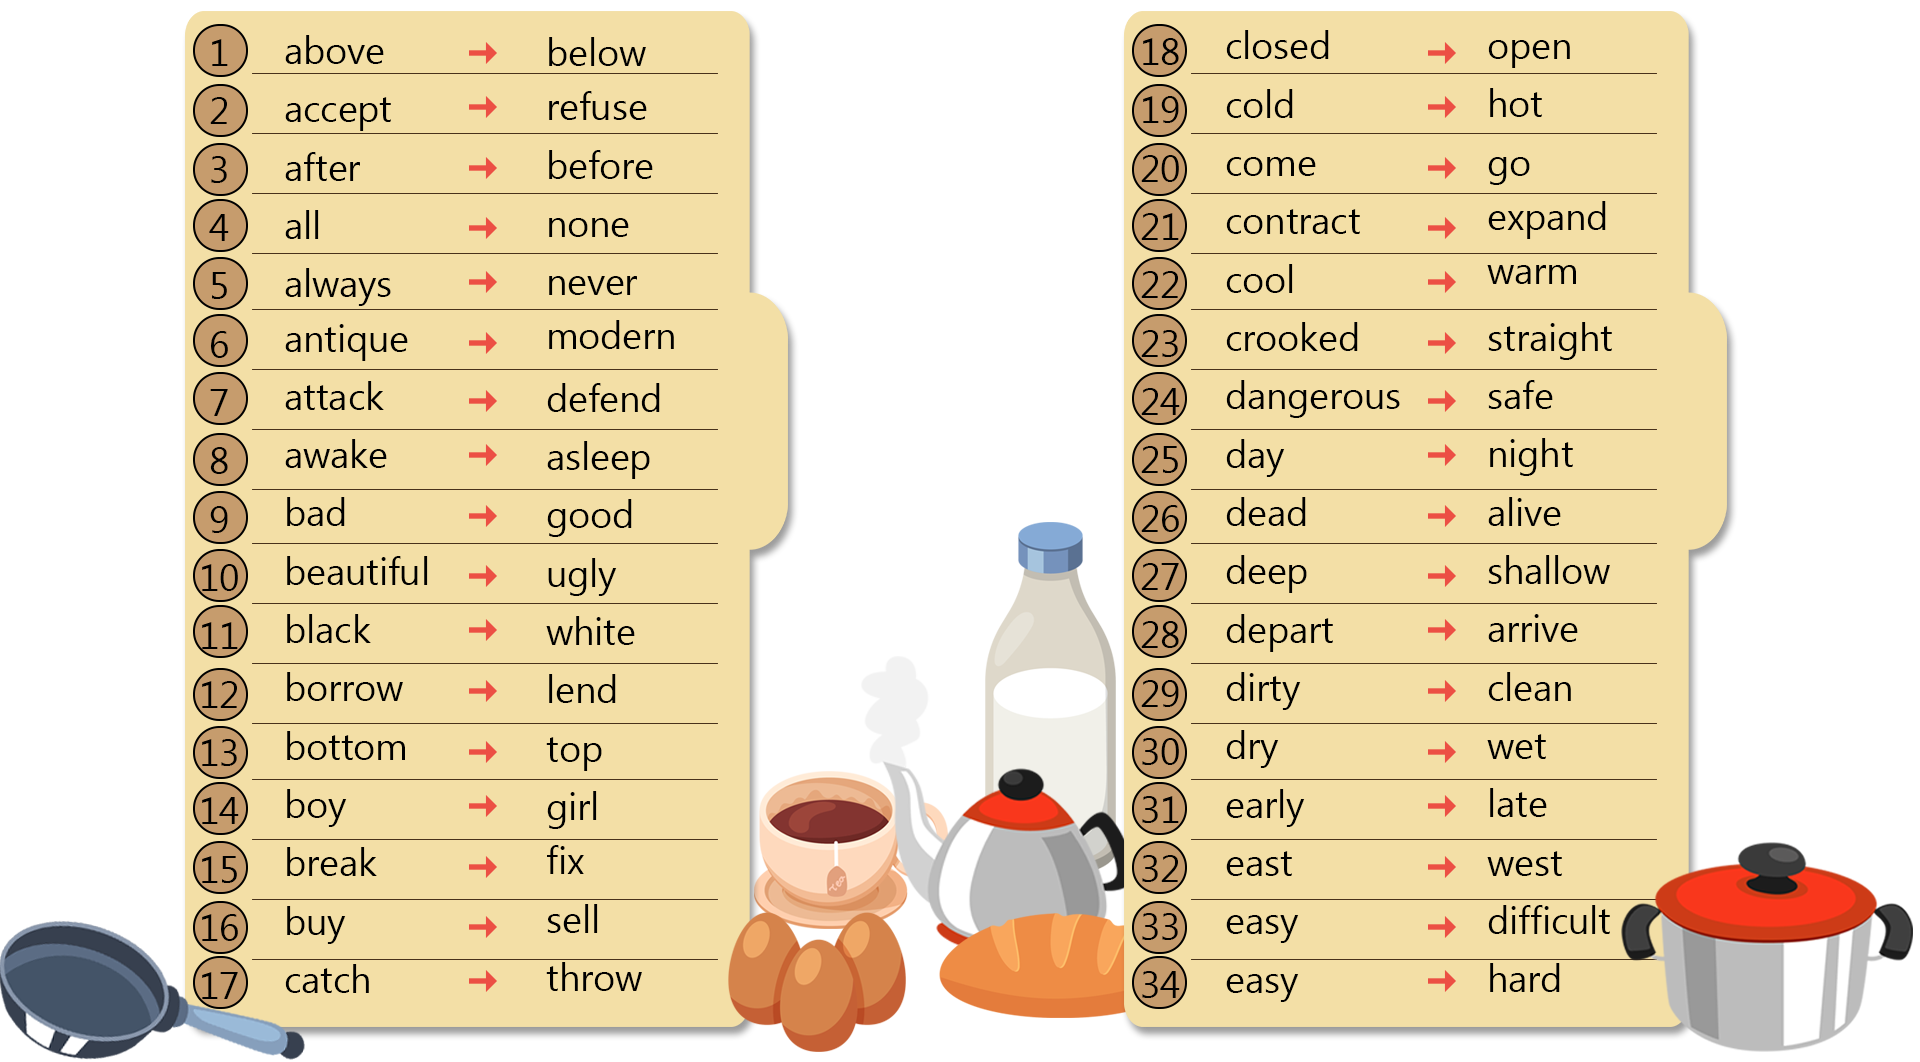 1 above → below
2 accept → refuse
3 after → before
4 all → none
5 always → never
6 antique → modern
7 attack → defend
8 awake → asleep
9 bad → good
10 beautiful → ugly
11 black → white
12 borrow → lend
13 bottom → top
14 boy → girl
15 break → fix
16 buy → sell
17 catch → throw
18 closed → open
19 cold → hot
20 come → go
21 contract → expand
22 cool → warm
23 crooked → straight
24 dangerous → safe
25 day → night
26 dead → alive
27 deep → shallow
28 depart → arrive
29 dirty → clean
30 dry → wet
31 early → late
32 east → west
33 easy → difficult
34 easy → hard
Tea